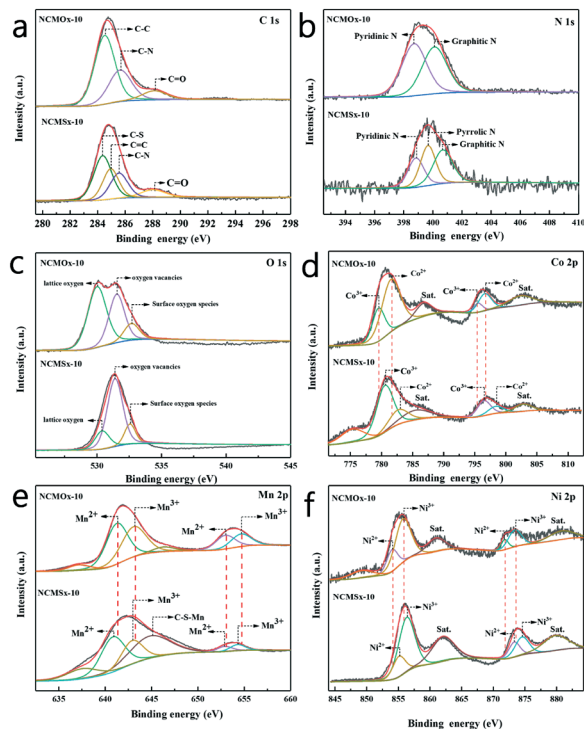 a
C 1s
NCMOx-10
C-C
C-N
C=O
NCMSx-10
C-S
C=C
C-N
C=O
Intensity (a.u.)
280 282 284 286 288 290 292 294 296 298
Binding energy (eV)
b
N 1s
NCMOx-10
Pyridinic N
Graphitic N
NCMSx-10
Pyridinic N
Pyrrolic N
Graphitic N
Intensity (a.u.)
394 396 398 400 402 404 406 408 410
Binding energy (eV)
c
O 1s
NCMOx-10
lattice oxygen
oxygen vacancies
Surface oxygen species
NCMSx-10
oxygen vacancies
lattice oxygen
Surface oxygen species
Intensity (a.u.)
530 535 540 545
Binding energy (eV)
d
Co 2p
NCMOx-10
Co3+
Co2+
Sat.
Co3+
Co2+
Sat.
NCMSx-10
Co3+
Co2+
Sat.
Co3+
Co2+
Sat.
Intensity (a.u.)
775 780 785 790 795 800 805 810
Binding energy (eV)
e
Mn 2p
NCMOx-10
Mn2+
Mn3+
Mn2+
Mn3+
NCMSx-10
Mn2+
Mn3+
C-S-Mn
Mn2+
Mn3+
Intensity (a.u.)
635 640 645 650 655 660
Binding energy (eV)
f
Ni 2p
NCMOx-10
Ni2+
Ni3+
Sat.
Ni2+
Ni3+
Sat.
NCMSx-10
Ni2+
Ni3+
Sat.
Ni2+
Ni3+
Sat.
Intensity (a.u.)
845 850 855 860 865 870 875 880
Binding energy (eV)